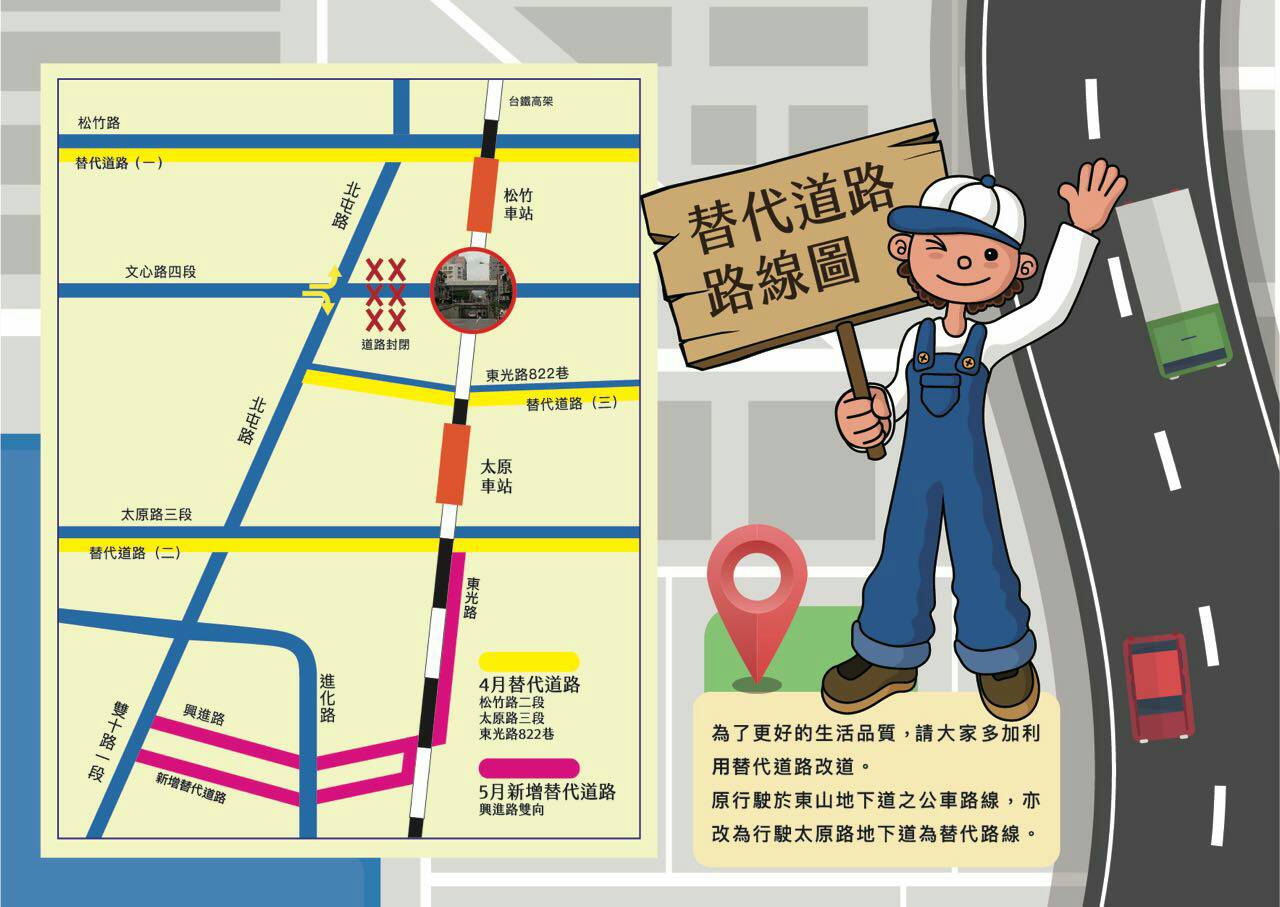 台鐵高架
松竹路
替代道路（一）
北屯路
松竹
車站
文心路四段
道路封閉
東光路822巷
替代道路（三）
北屯路
太原
車站
太原路三段
替代道路（二）
東光路
進化路
雙十路一段
興進路
新增替代道路
4月替代道路
松竹路二段
太原路三段
東光路822巷
5月新增替代道路
興進路雙向
替代道路
路線圖
為了更好的生活品質，請大家多加利
用替代道路改道。
原行駛於東山地下道之公車路線，亦
改為行駛太原路地下道為替代路線。